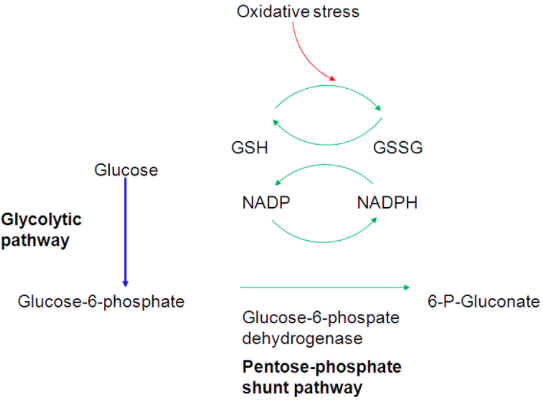 Oxidative stress
GSH
GSSG
Glucose
NADP
NADPH
Glycolytic
pathway
Glucose-6-phosphate
6-P-Gluconate
Glucose-6-phospate
dehydrogenase
Pentose-phosphate
shunt pathway